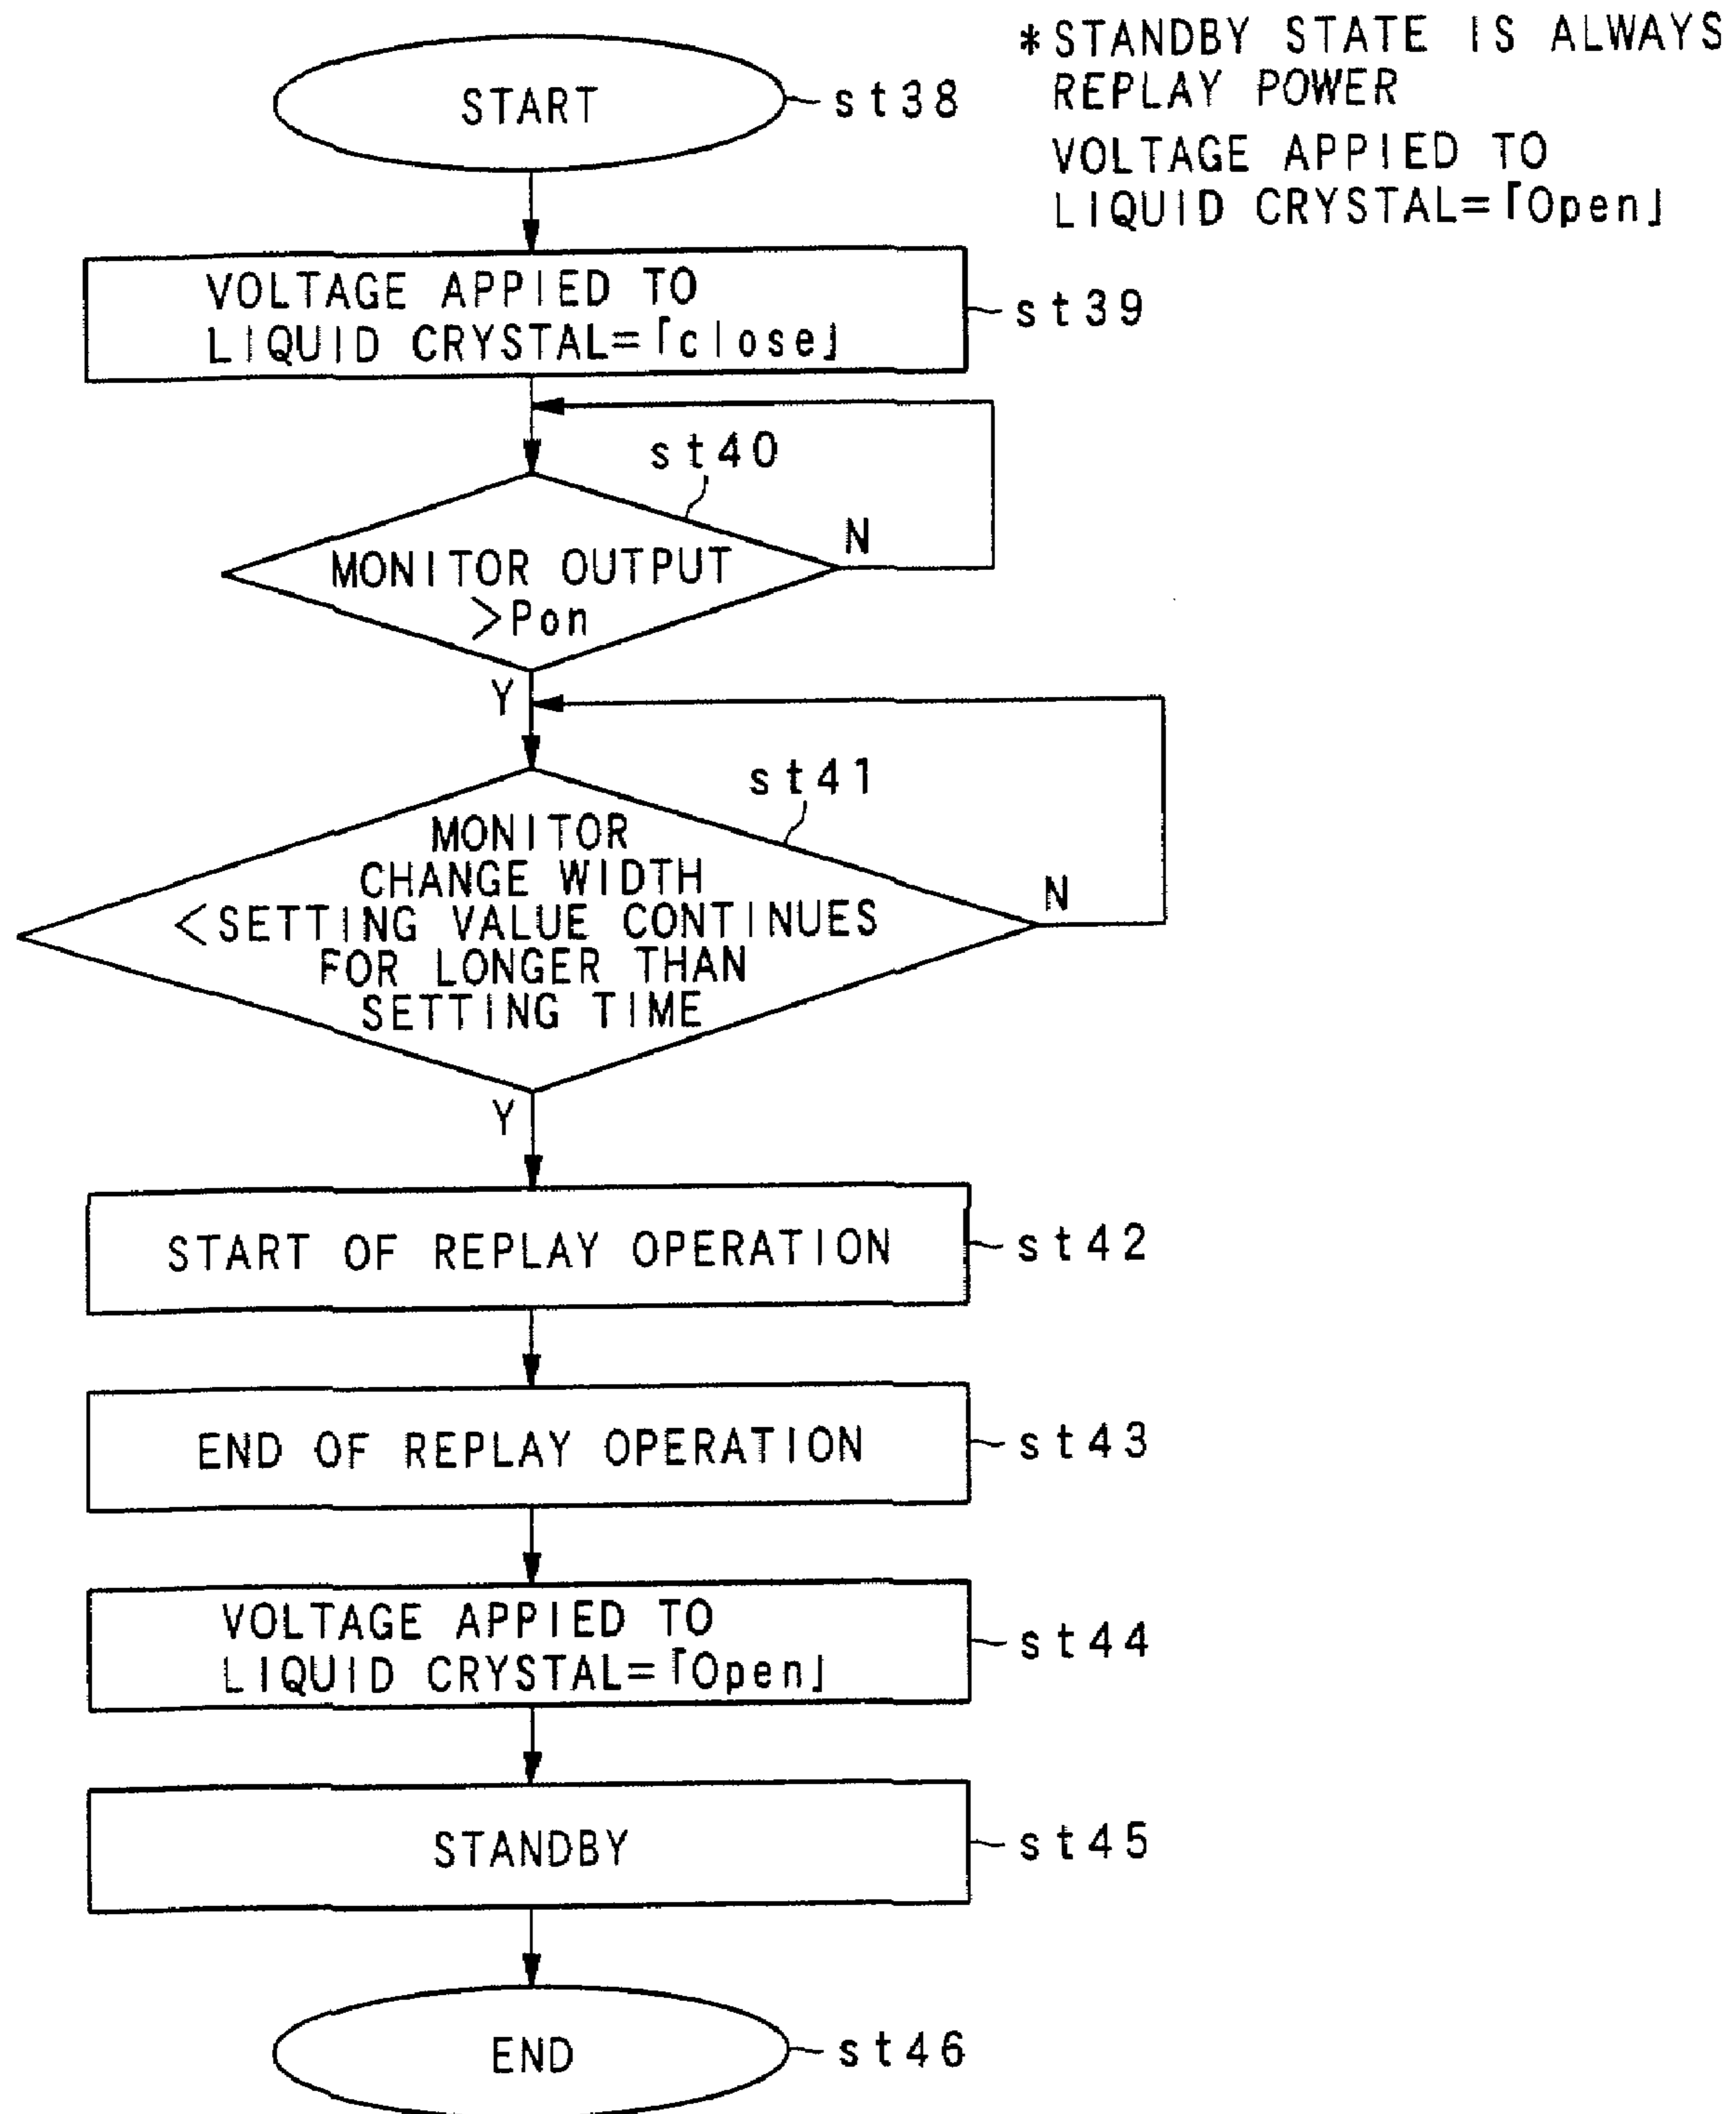 *STANDBY STATE IS ALWAYS
REPLAY POWER
VOLTAGE APPIED TO
LIQUID CRYSTAL=「Open」
START
st38
VOLTAGE APPIED TO
LIQUID CRYSTAL=「close」
st39
st40
MONITOR OUTPUT
>Pon
N
Y
st41
MONITOR
CHANGE WIDTH
<SETTING VALUE CONTINUES
FOR LONGER THAN
SETTING TIME
N
Y
START OF REPLAY OPERATION
st42
END OF REPLAY OPERATION
st43
VOLTAGE APPIED TO
LIQUID CRYSTAL=「Open」
st44
STANDBY
st45
END
st46